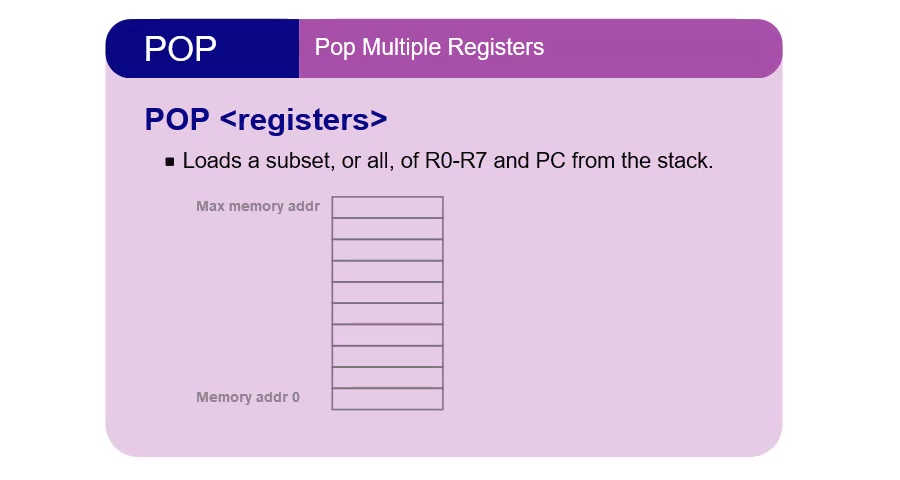 POP
Pop Multiple Registers
POP <registers>
▪ Loads a subset, or all, of R0-R7 and PC from the stack.
Max memory addr
Memory addr 0